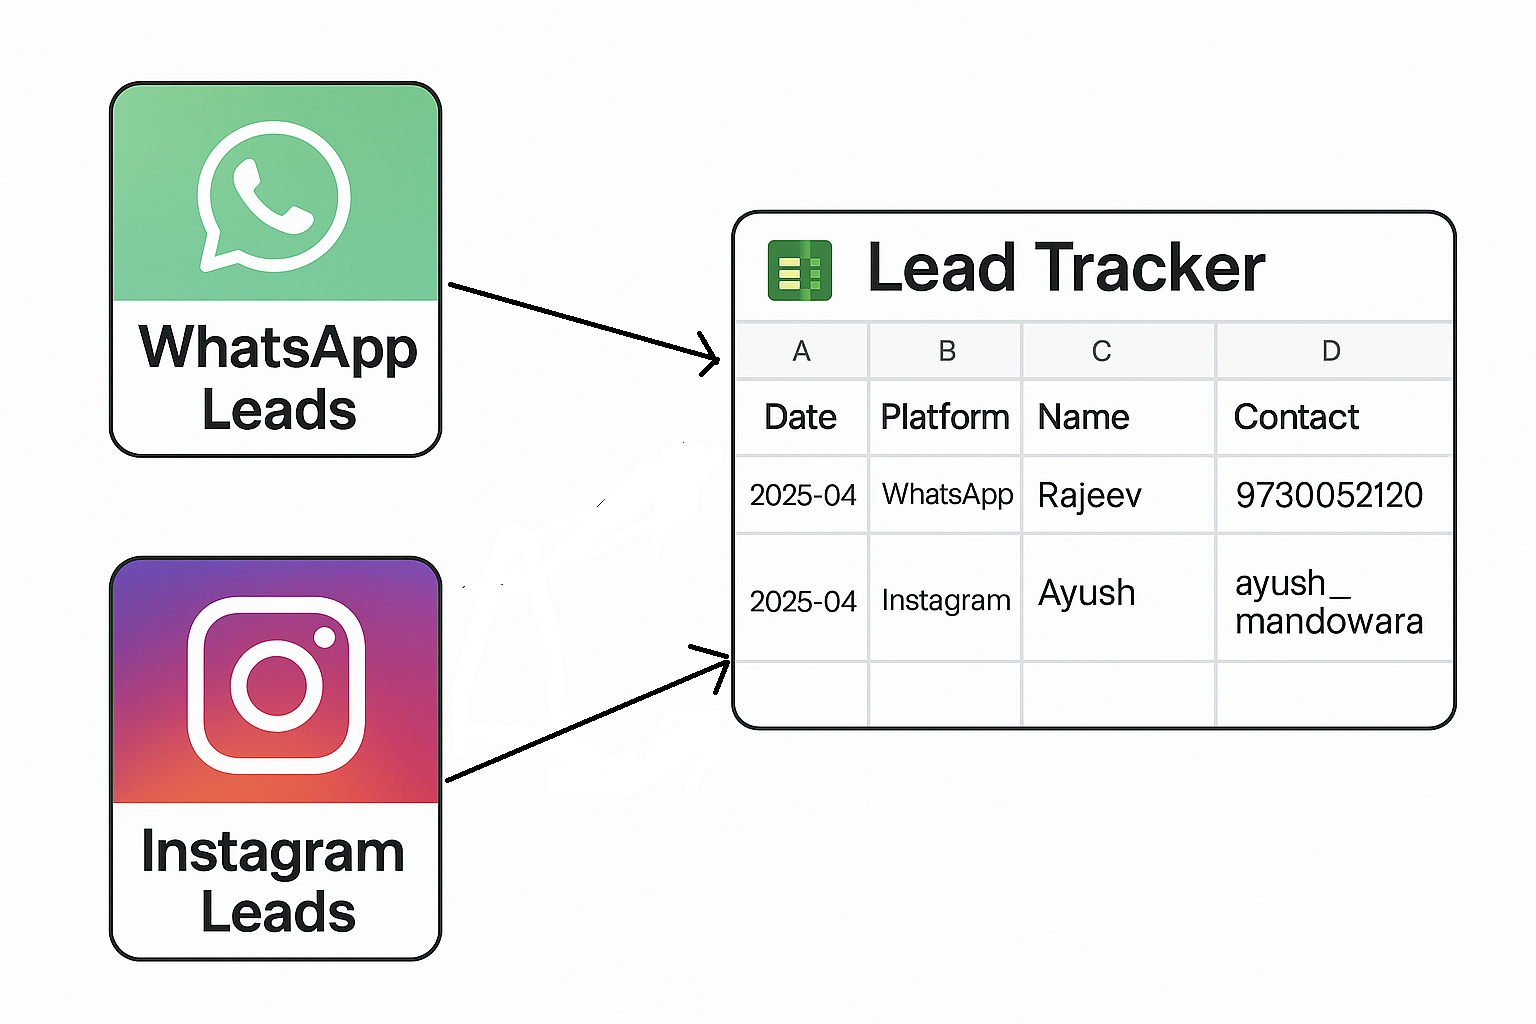 WhatsApp
Leads
Instagram
Leads
Lead Tracker
A B C D
Date Platform Name Contact
2025-04 WhatsApp Rajeev 9730052120
2025-04 Instagram Ayush ayush_
mandowara